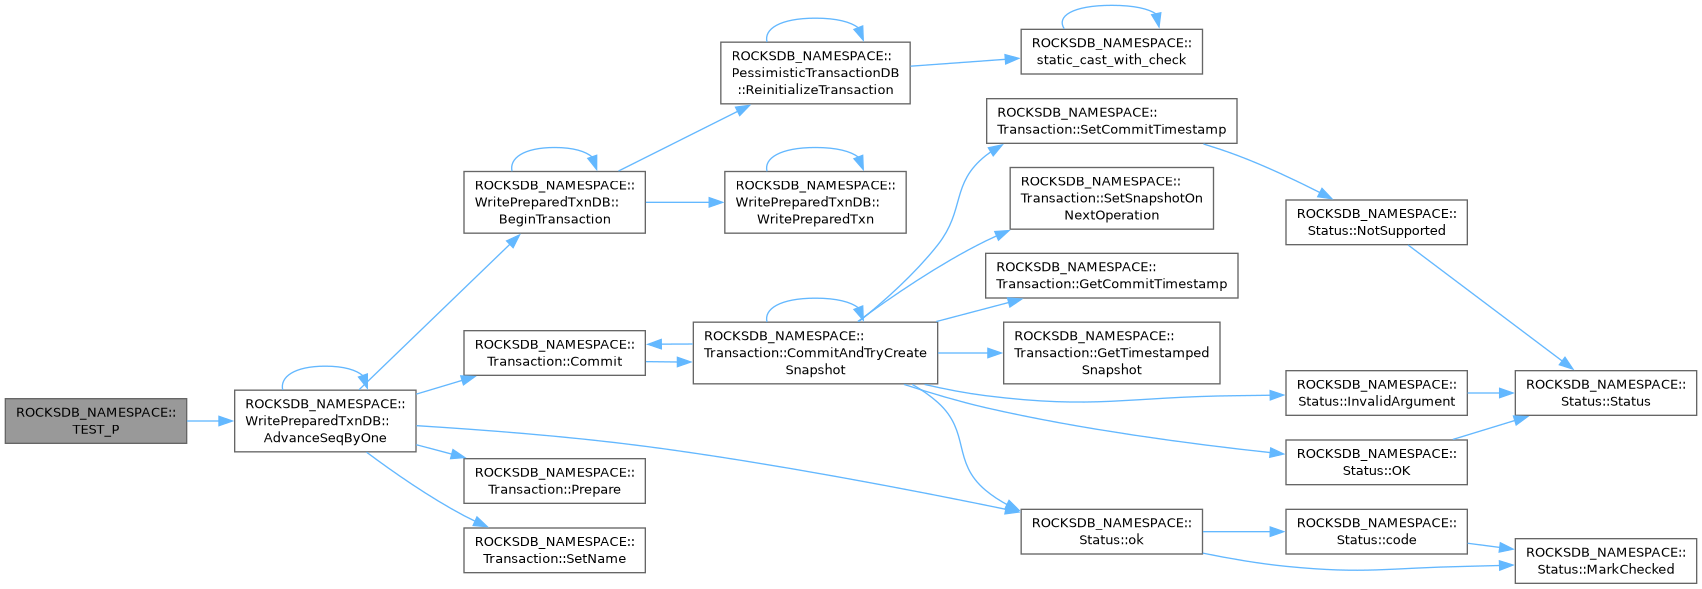 ROCKSDB_NAMESPACE::
TEST_P
ROCKSDB_NAMESPACE::
WritePreparedTxnDB::
AdvanceSeqByOne
ROCKSDB_NAMESPACE::
WritePreparedTxnDB::
BeginTransaction
ROCKSDB_NAMESPACE::
Transaction::Commit
ROCKSDB_NAMESPACE::
Transaction::Prepare
ROCKSDB_NAMESPACE::
Transaction::SetName
ROCKSDB_NAMESPACE::
PessimisticTransactionDB
::ReinitializeTransaction
ROCKSDB_NAMESPACE::
WritePreparedTxnDB::
WritePreparedTxn
ROCKSDB_NAMESPACE::
Transaction::CommitAndTryCreate
Snapshot
ROCKSDB_NAMESPACE::
static_cast_with_check
ROCKSDB_NAMESPACE::
Transaction::SetCommitTimestamp
ROCKSDB_NAMESPACE::
Transaction::SetSnapshotOn
NextOperation
ROCKSDB_NAMESPACE::
Transaction::GetCommitTimestamp
ROCKSDB_NAMESPACE::
Transaction::GetTimestamped
Snapshot
ROCKSDB_NAMESPACE::
Status::ok
ROCKSDB_NAMESPACE::
Status::NotSupported
ROCKSDB_NAMESPACE::
Status::InvalidArgument
ROCKSDB_NAMESPACE::
Status::OK
ROCKSDB_NAMESPACE::
Status::code
ROCKSDB_NAMESPACE::
Status::Status
ROCKSDB_NAMESPACE::
Status::MarkChecked